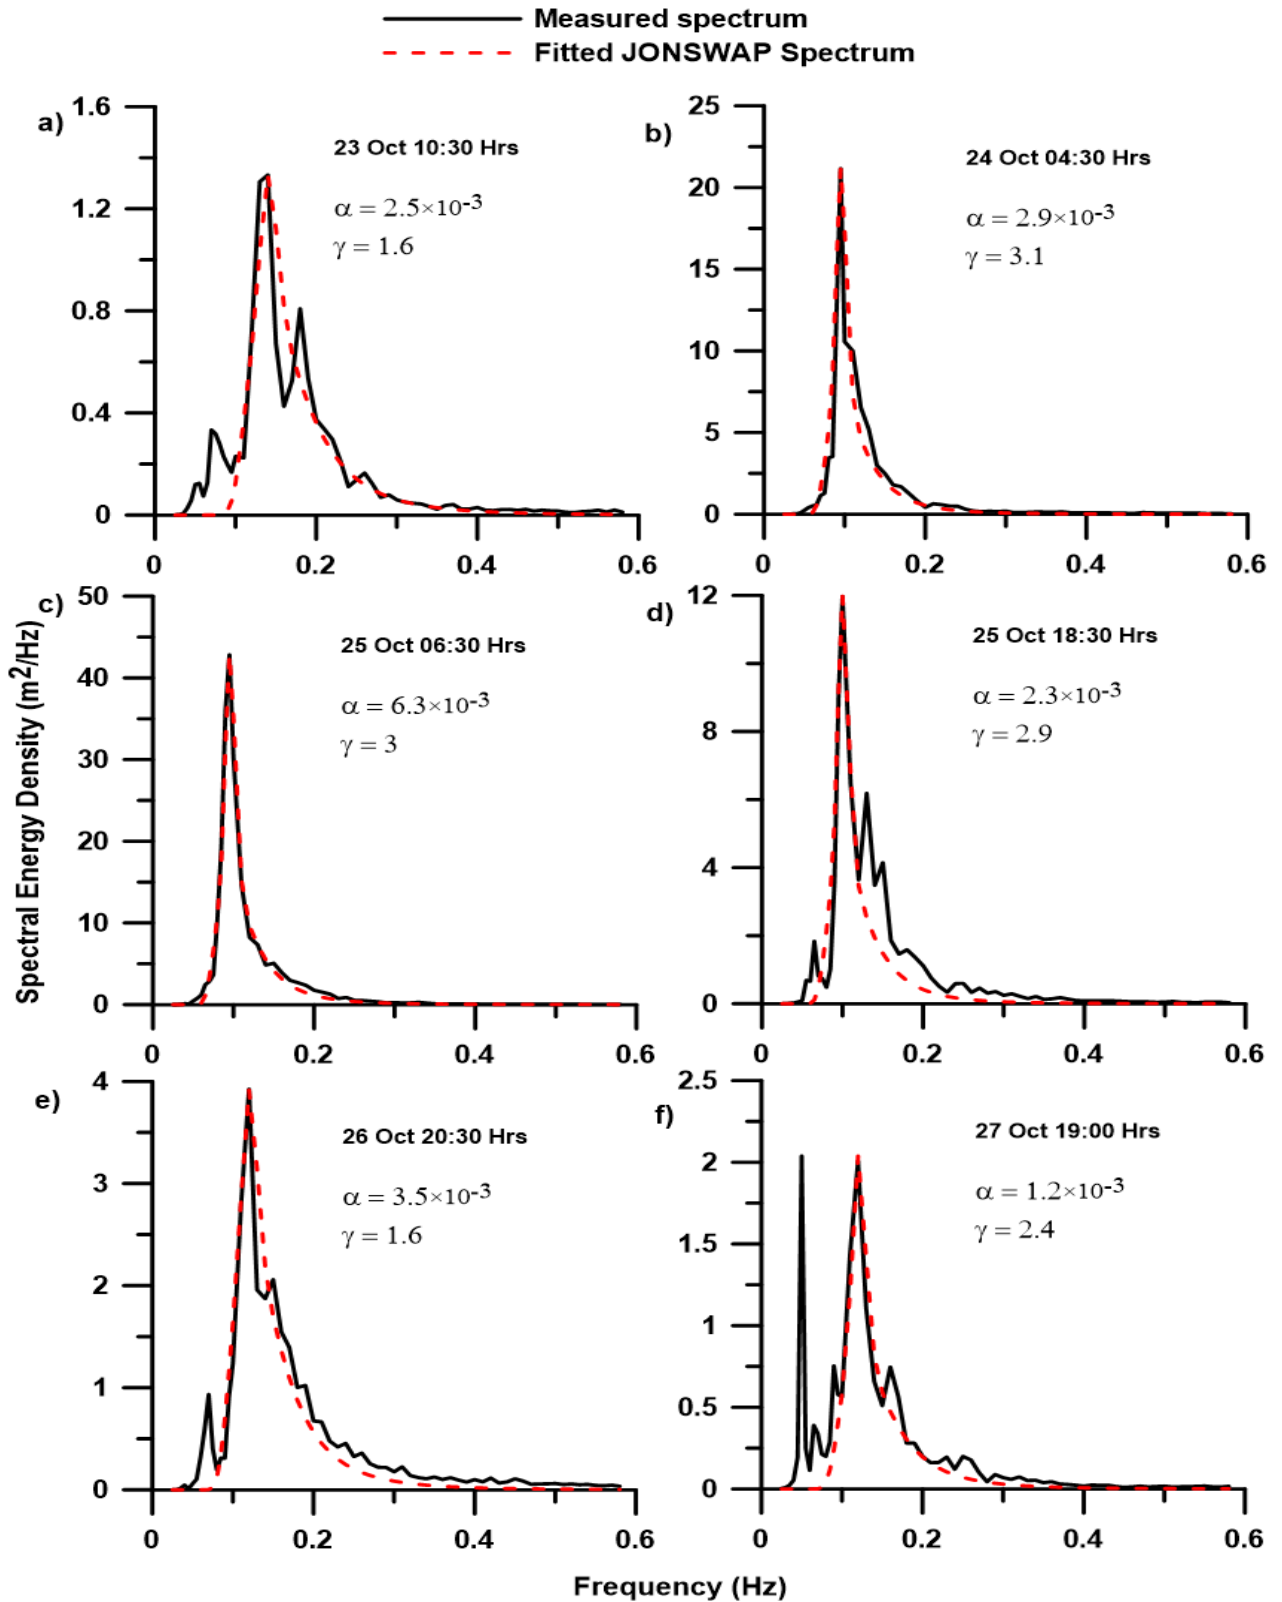 Measured spectrum
Fitted JONSWAP Spectrum
a)
23 Oct 10:30 Hrs
α = 2.5×10⁻³
γ = 1.6
1.6
1.2
0.8
0.4
0
0 0.2 0.4 0.6
b)
24 Oct 04:30 Hrs
α = 2.9×10⁻³
γ = 3.1
25
20
15
10
5
0
0 0.2 0.4 0.6
c)
25 Oct 06:30 Hrs
α = 6.3×10⁻³
γ = 3
50
40
30
20
10
0
0 0.2 0.4 0.6
d)
25 Oct 18:30 Hrs
α = 2.3×10⁻³
γ = 2.9
12
8
4
0
0 0.2 0.4 0.6
Spectral Energy Density (m²/Hz)
e)
26 Oct 20:30 Hrs
α = 3.5×10⁻³
γ = 1.6
4
3
2
1
0
0 0.2 0.4 0.6
f)
27 Oct 19:00 Hrs
α = 1.2×10⁻³
γ = 2.4
2.5
2
1.5
1
0.5
0
0 0.2 0.4 0.6
Frequency (Hz)